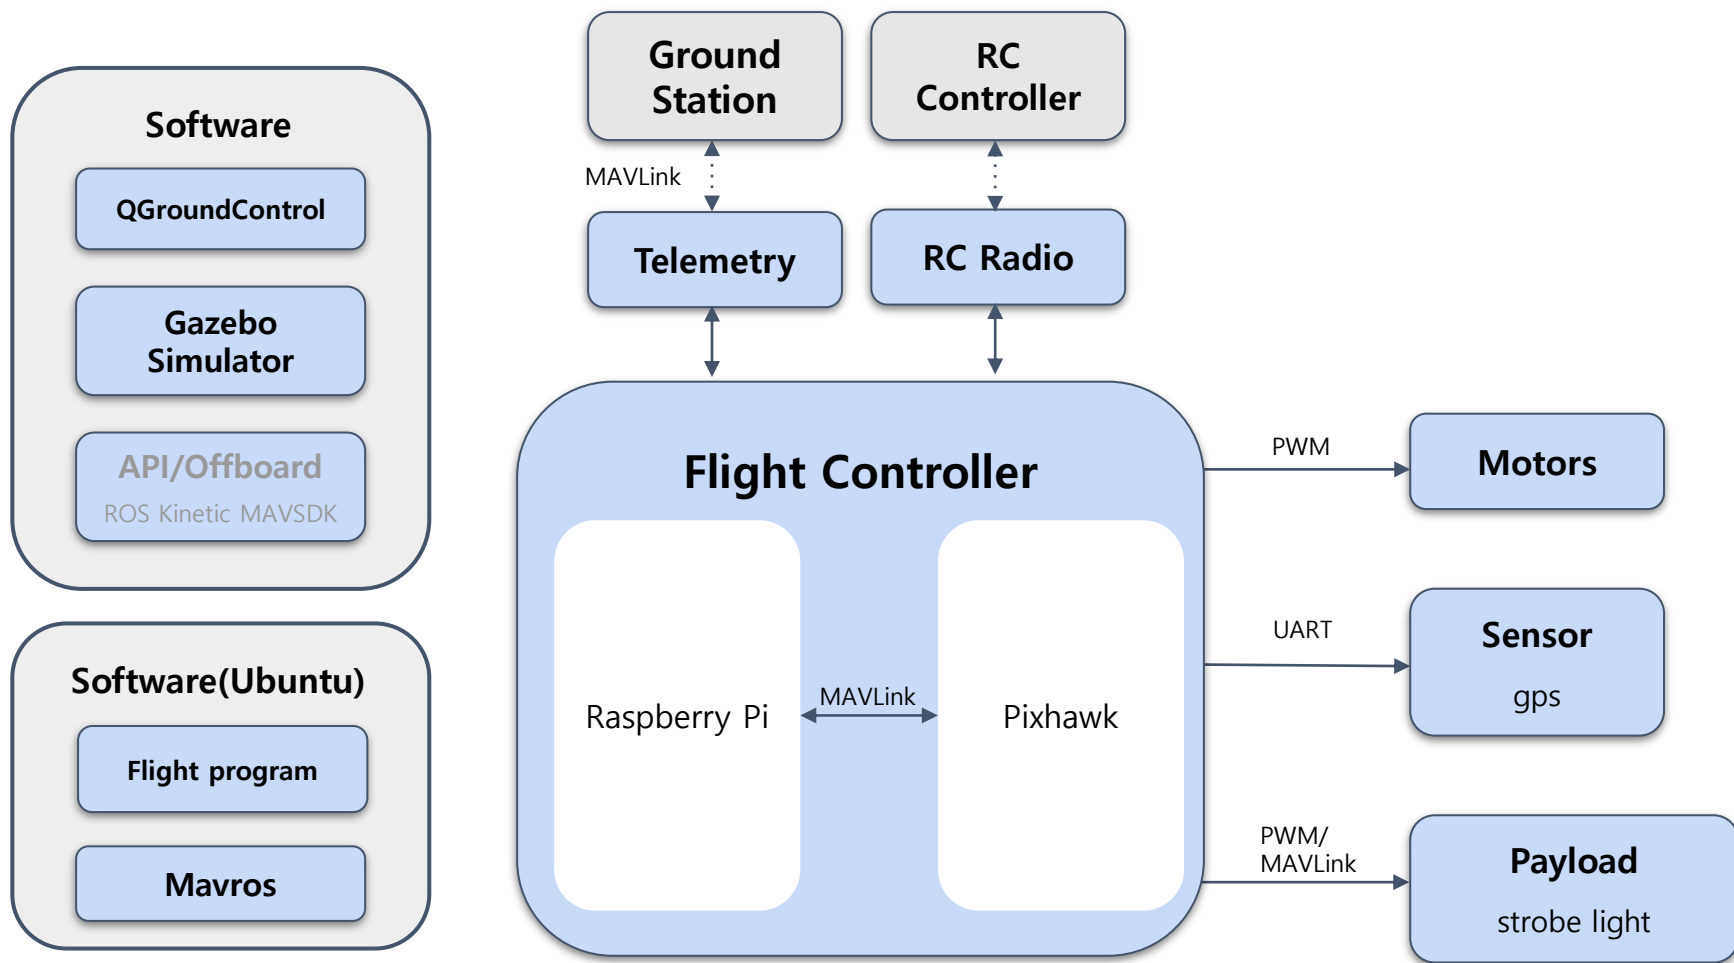 Software
QGroundControl
Gazebo
Simulator
API/Offboard
ROS Kinetic MAVSDK
Software(Ubuntu)
Flight program
Mavros
Ground
Station
RC
Controller
MAVLink
Telemetry
RC Radio
Flight Controller
Raspberry Pi
MAVLink
Pixhawk
PWM
Motors
UART
Sensor
gps
PWM/
MAVLink
Payload
strobe light